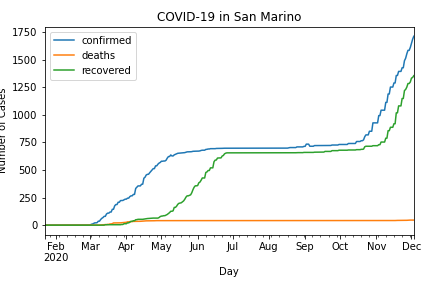 COVID-19 in San Marino
confirmed
deaths
recovered
1750
1500
1250
1000
750
500
250
0
Number of Cases
Feb
2020
Mar
Apr
May
Jun
Jul
Aug
Sep
Oct
Nov
Dec
Day